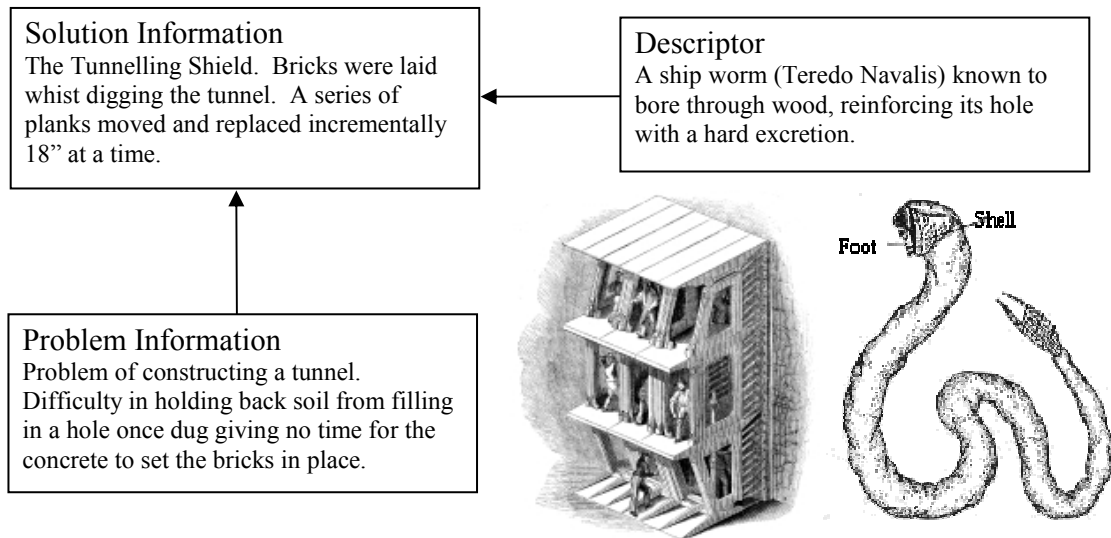 Solution Information
The Tunnelling Shield.  Bricks were laid
whist digging the tunnel.  A series of
planks moved and replaced incrementally
18” at a time.
Descriptor
A ship worm (Teredo Navalis) known to
bore through wood, reinforcing its hole
with a hard excretion.
Problem Information
Problem of constructing a tunnel.
Difficulty in holding back soil from filling
in a hole once dug giving no time for the
concrete to set the bricks in place.
Shell
Foot